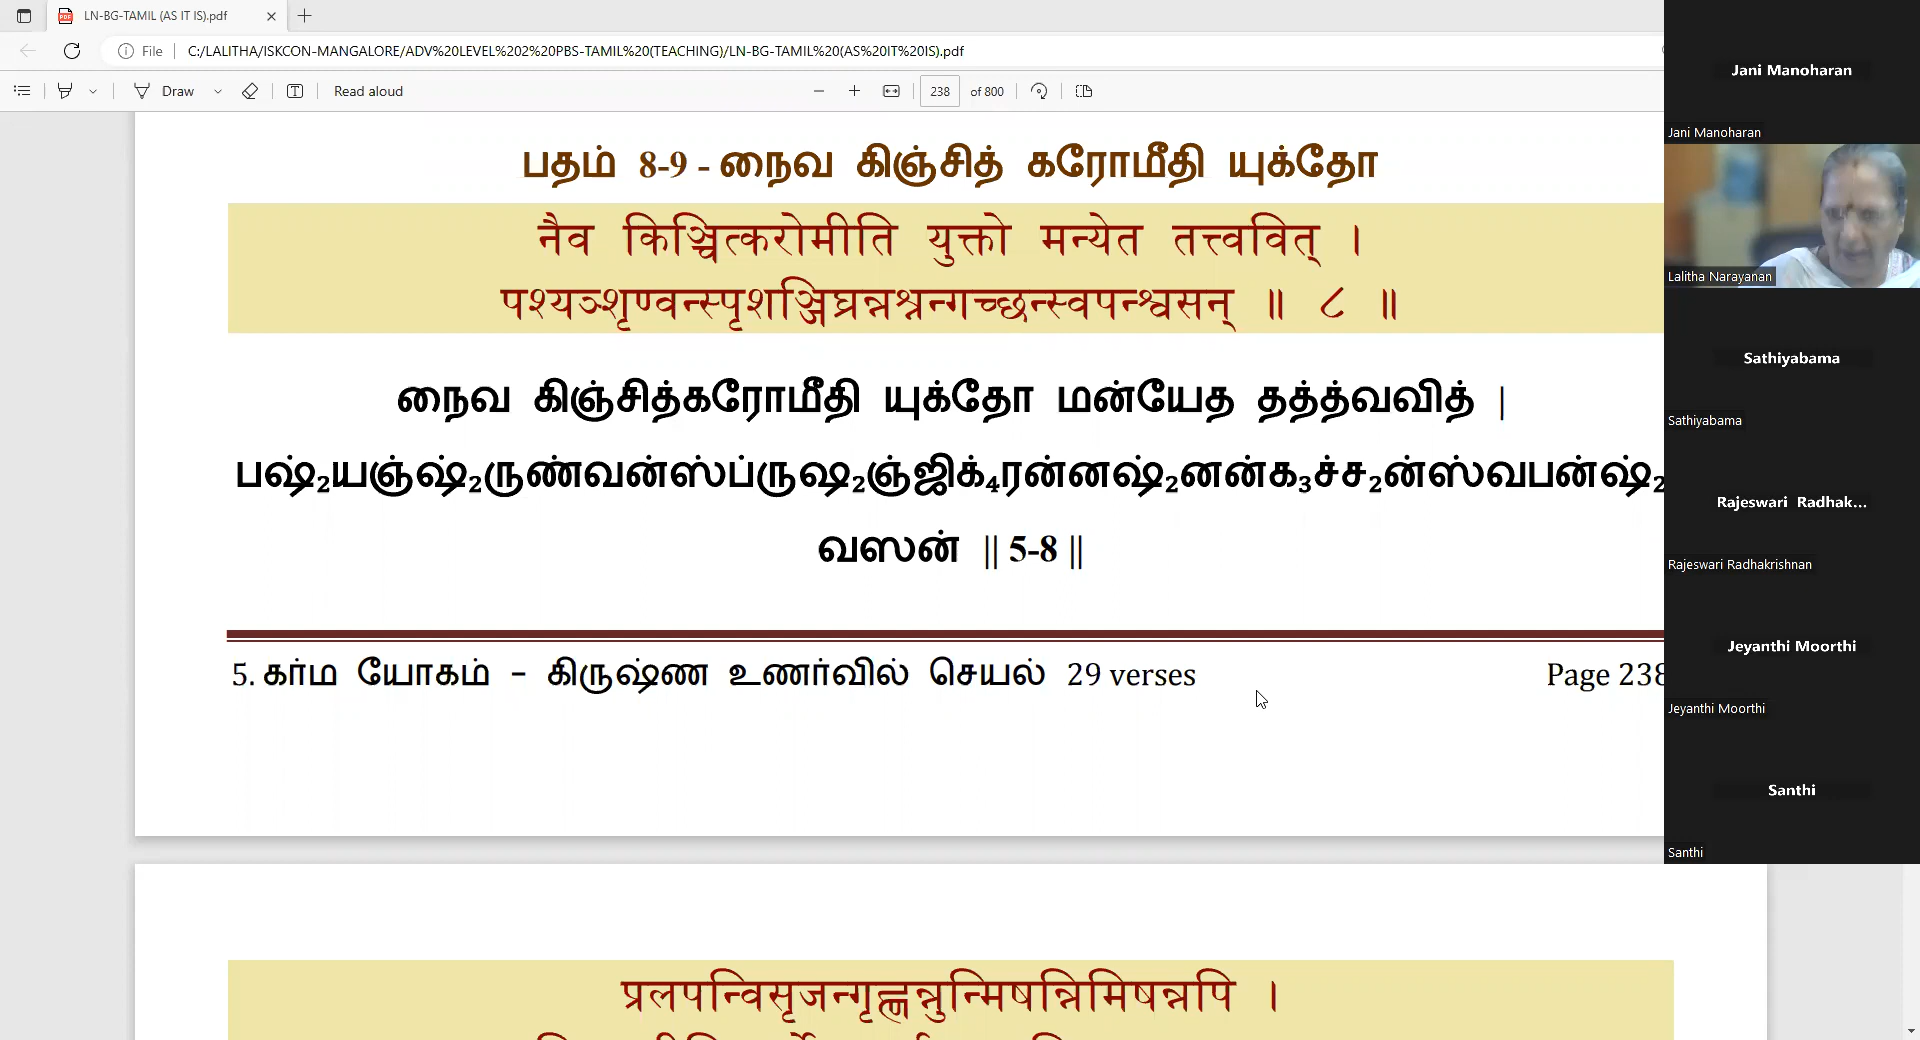 LN-BG-TAMIL (AS IT IS).pdf
File C:/LALITHA/ISKCON-MANGALORE/ADV%20LEVEL%202%20PBS-TAMIL%20(TEACHING)/LN-BG-TAMIL%20(AS%20IT%20IS).pdf
Draw Read aloud 238 of 800
பதம் 8-9 - நைவ கிஞ்சித் கரோமீதி யுக்தோ
नैव किञ्चित्करोमीति युक्तो मन्येत तत्त्ववित् ।
पश्यञ्शृण्वन्स्पृशञ्जिघ्रन्नश्नन्गच्छन्स्वपन्श्वसन् ॥ ८ ॥
நைவ கிஞ்சித்கரோமீதி யுக்தோ மன்யேத தத்த்வவித் |
பஷ்₂யஞ்ஷ்₂ருண்வன்ஸ்ப்ருஷ₂ஞ்ஜிக்₄ரன்னஷ்₂னன்க₃ச்ச₂ன்ஸ்வபன்ஷ்₂
வஸன் || 5-8 ||
5. கர்ம யோகம் - கிருஷ்ண உணர்வில் செயல் 29 verses Page 238
प्रलपन्विसृजन्गृह्णन्नुन्मिषन्निमिषन्नपि ।
Jani Manoharan
Jani Manoharan
Lalitha Narayanan
Sathiyabama
Sathiyabama
Rajeswari Radhak...
Rajeswari Radhakrishnan
Jeyanthi Moorthi
Jeyanthi Moorthi
Santhi
Santhi